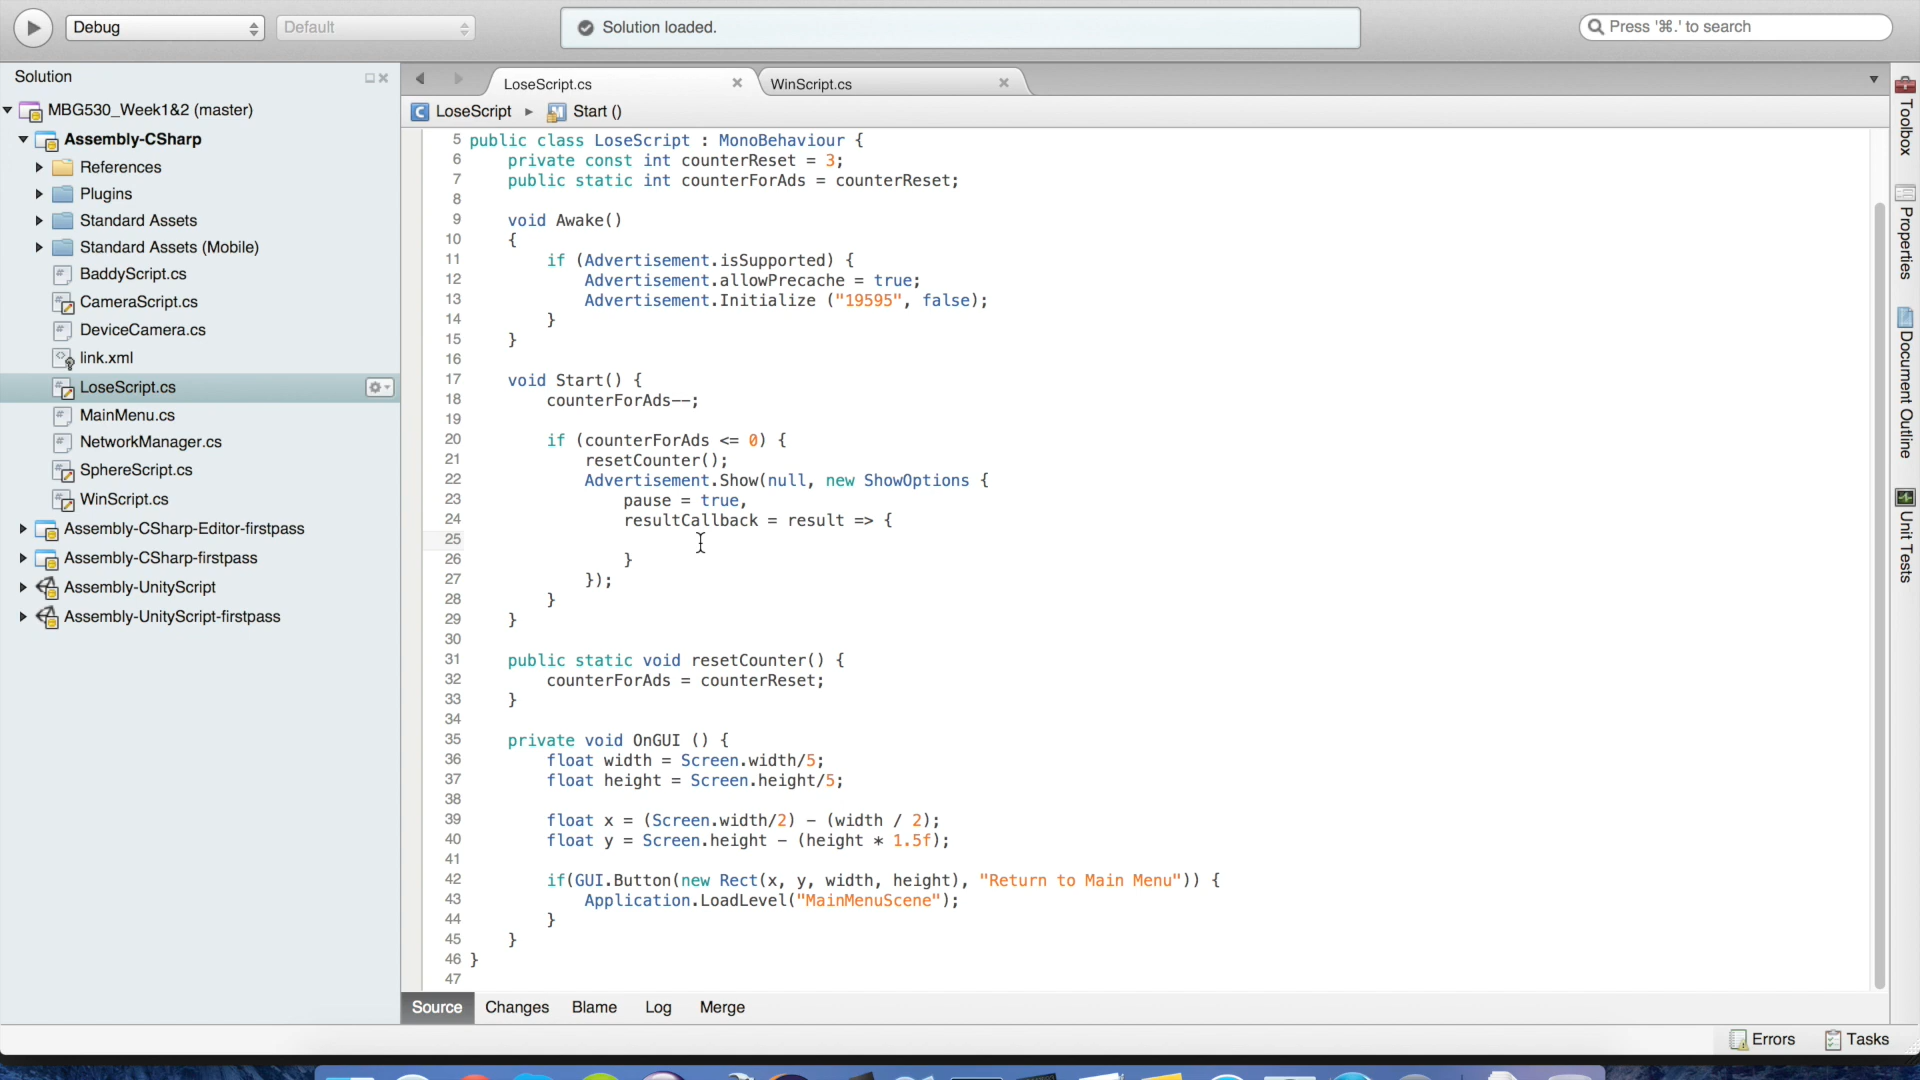 Debug
Default
Solution loaded.
Press '⌘.' to search
Solution
LoseScript.cs
WinScript.cs
MBG530_Week1&2 (master)
Assembly-CSharp
References
Plugins
Standard Assets
Standard Assets (Mobile)
BaddyScript.cs
CameraScript.cs
DeviceCamera.cs
link.xml
LoseScript.cs
MainMenu.cs
NetworkManager.cs
SphereScript.cs
WinScript.cs
Assembly-CSharp-Editor-firstpass
Assembly-CSharp-firstpass
Assembly-UnityScript
Assembly-UnityScript-firstpass
LoseScript ▸ Start ()
5 public class LoseScript : MonoBehaviour {
6 private const int counterReset = 3;
7 public static int counterForAds = counterReset;
8
9 void Awake()
10 {
11 if (Advertisement.isSupported) {
12 Advertisement.allowPrecache = true;
13 Advertisement.Initialize ("19595", false);
14 }
15 }
16
17 void Start() {
18 counterForAds--;
19
20 if (counterForAds <= 0) {
21 resetCounter();
22 Advertisement.Show(null, new ShowOptions {
23 pause = true,
24 resultCallback = result => {
25
26 }
27 });
28 }
29 }
30
31 public static void resetCounter() {
32 counterForAds = counterReset;
33 }
34
35 private void OnGUI () {
36 float width = Screen.width/5;
37 float height = Screen.height/5;
38
39 float x = (Screen.width/2) - (width / 2);
40 float y = Screen.height - (height * 1.5f);
41
42 if(GUI.Button(new Rect(x, y, width, height), "Return to Main Menu")) {
43 Application.LoadLevel("MainMenuScene");
44 }
45 }
46 }
47
Source Changes Blame Log Merge
Toolbox
Properties
Document Outline
Unit Tests
Errors
Tasks